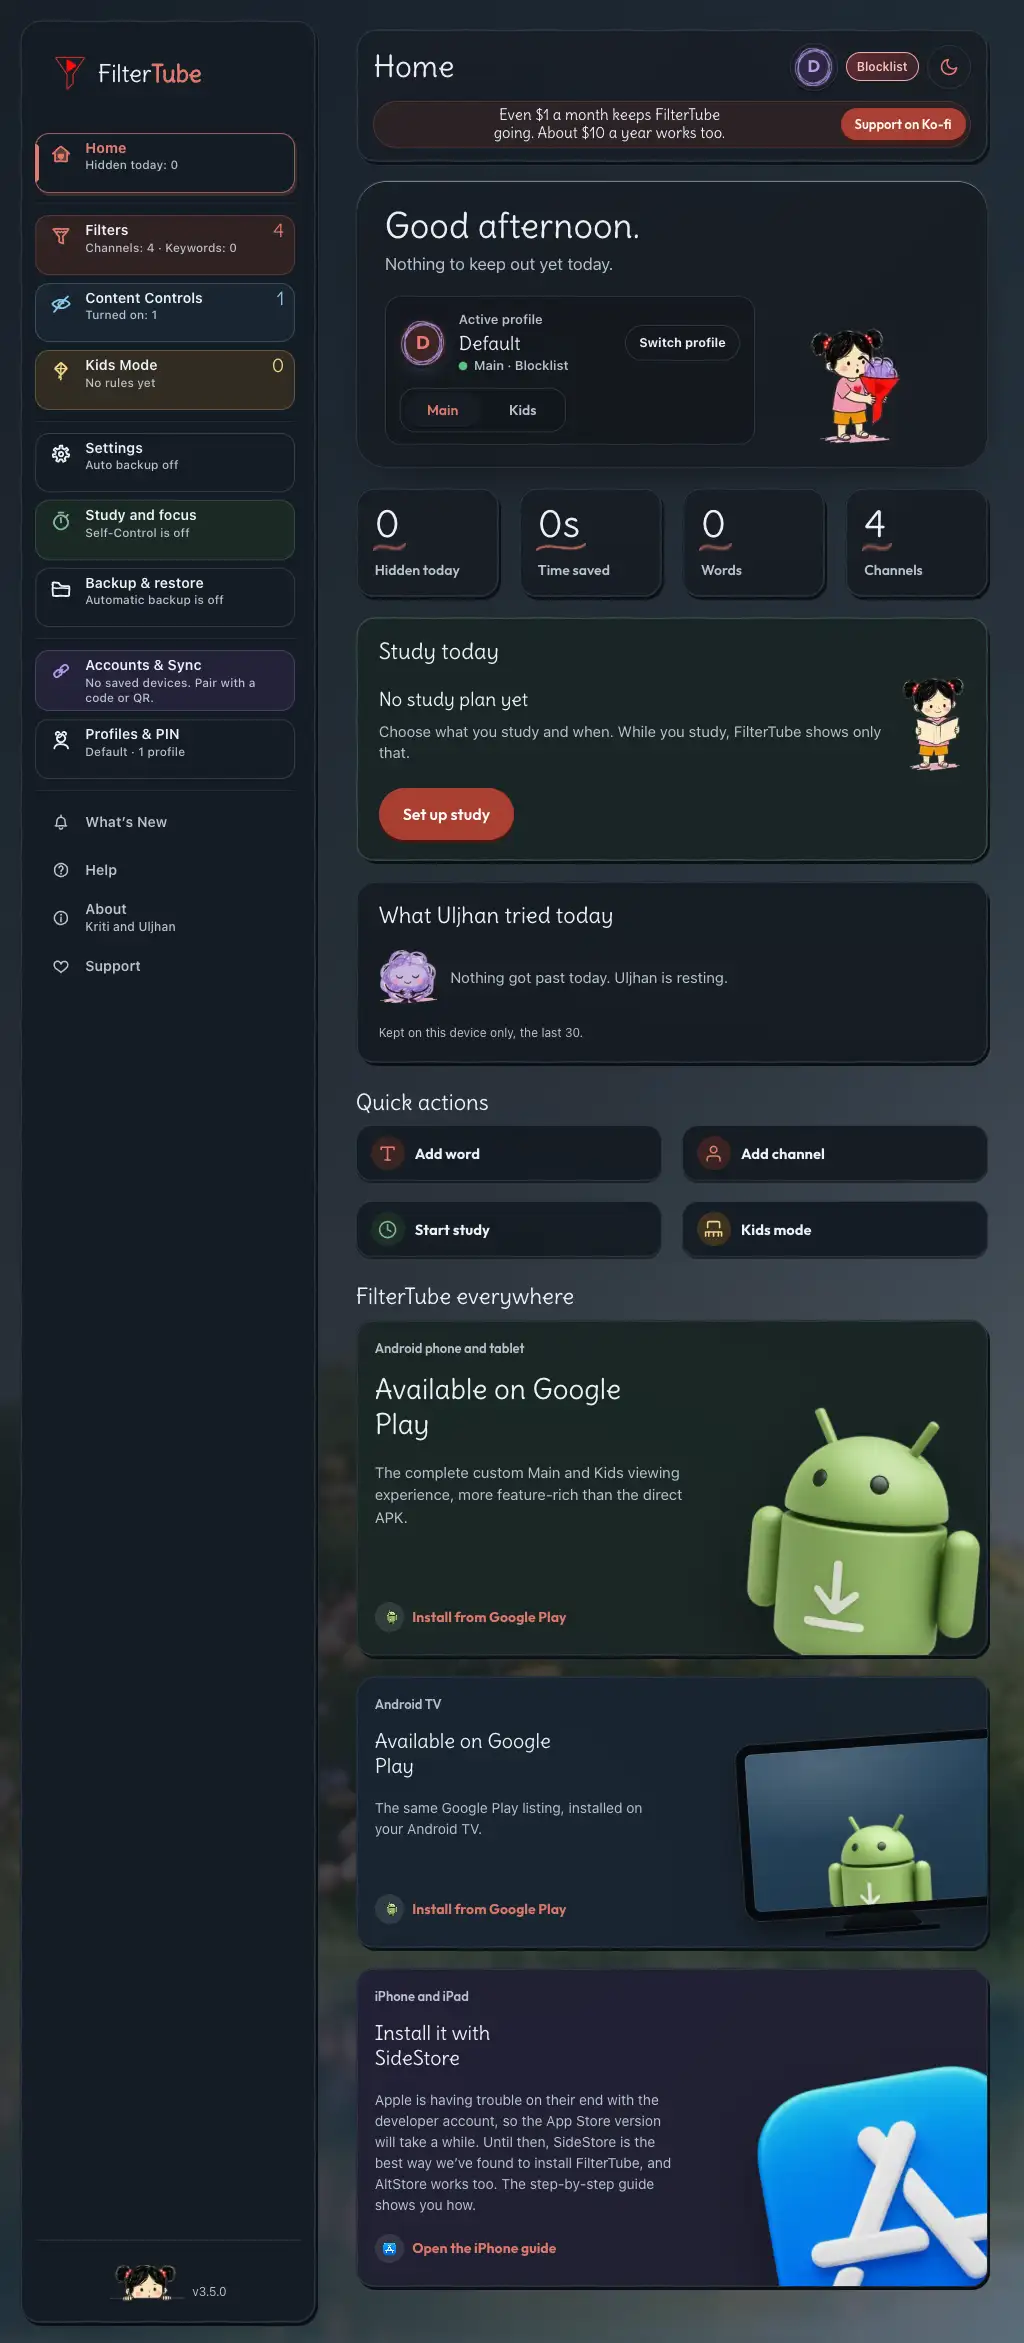 FilterTube
Home
Hidden today: 0
Filters
4
Channels: 4 · Keywords: 0
Content Controls
1
Turned on: 1
Kids Mode
0
No rules yet
Settings
Auto backup off
Study and focus
Self-Control is off
Backup & restore
Automatic backup is off
Accounts & Sync
No saved devices. Pair with a
code or QR.
Profiles & PIN
Default · 1 profile
What's New
Help
About
Kriti and Uljhan
Support
v3.5.0
Home
D
Blocklist
Even $1 a month keeps FilterTube
going. About $10 a year works too.
Support on Ko-fi
Good afternoon.
Nothing to keep out yet today.
D
Active profile
Default
Main · Blocklist
Switch profile
Main
Kids
0
Hidden today
0s
Time saved
0
Words
4
Channels
Study today
No study plan yet
Choose what you study and when. While you study, FilterTube shows only
that.
Set up study
What Uljhan tried today
Nothing got past today. Uljhan is resting.
Kept on this device only, the last 30.
Quick actions
Add word
Add channel
Start study
Kids mode
FilterTube everywhere
Android phone and tablet
Available on Google
Play
The complete custom Main and Kids viewing
experience, more feature-rich than the direct
APK.
Install from Google Play
Android TV
Available on Google
Play
The same Google Play listing, installed on
your Android TV.
Install from Google Play
iPhone and iPad
Install it with
SideStore
Apple is having trouble on their end with the
developer account, so the App Store version
will take a while. Until then, SideStore is the
best way we've found to install FilterTube, and
AltStore works too. The step-by-step guide
shows you how.
Open the iPhone guide